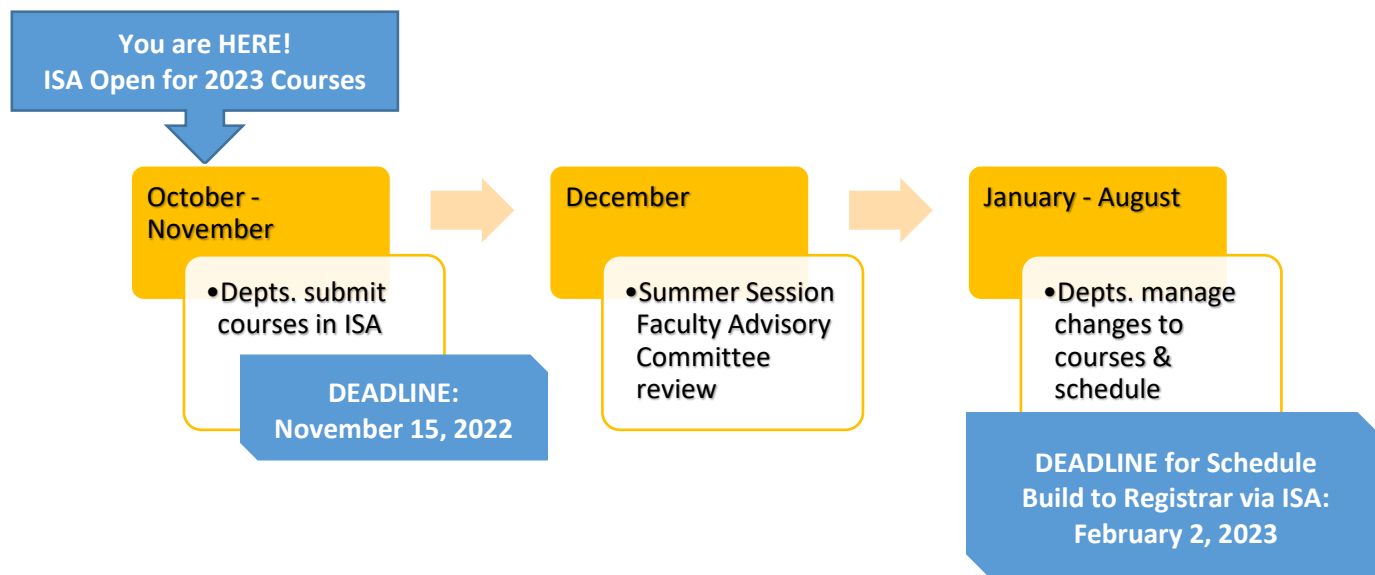 You are HERE!
ISA Open for 2023 Courses
October -
November
•Depts. submit
courses in ISA
DEADLINE:
November 15, 2022
December
•Summer Session
Faculty Advisory
Committee
review
January - August
•Depts. manage
changes to
courses &
schedule
DEADLINE for Schedule
Build to Registrar via ISA:
February 2, 2023